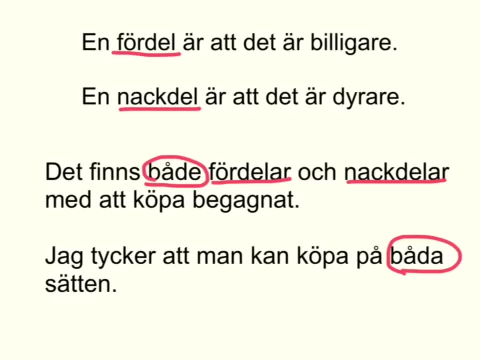 En fördel är att det är billigare.
En nackdel är att det är dyrare.
Det finns både fördelar och nackdelar
med att köpa begagnat.
Jag tycker att man kan köpa på båda
sätten.